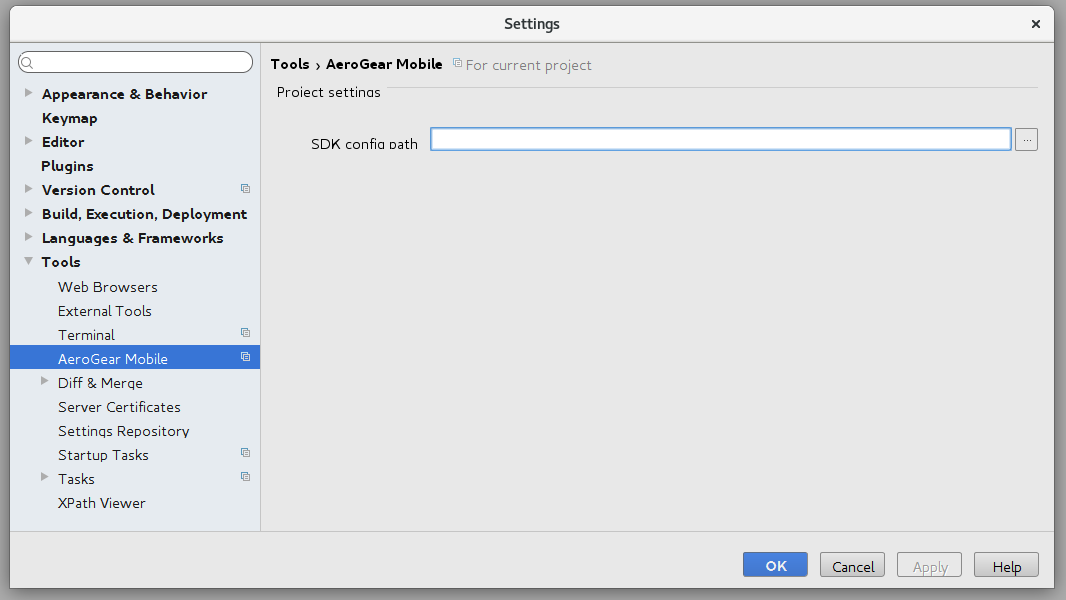 Settings
Tools › AeroGear Mobile For current project
Project settings
SDK config path
...
Appearance & Behavior
Keymap
Editor
Plugins
Version Control
Build, Execution, Deployment
Languages & Frameworks
Tools
Web Browsers
External Tools
Terminal
AeroGear Mobile
Diff & Merge
Server Certificates
Settings Repository
Startup Tasks
Tasks
XPath Viewer
OK Cancel Apply Help